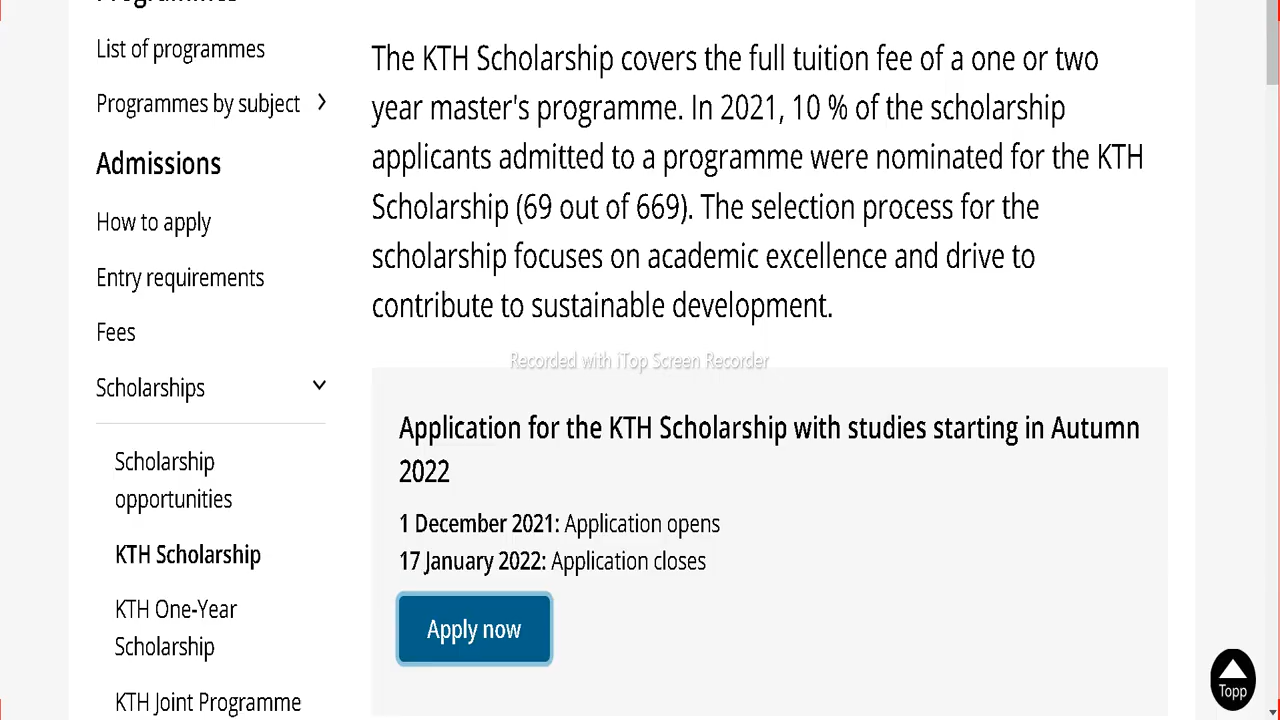 List of programmes
Programmes by subject
Admissions
How to apply
Entry requirements
Fees
Scholarships
Scholarship
opportunities
KTH Scholarship
KTH One-Year
Scholarship
KTH Joint Programme
The KTH Scholarship covers the full tuition fee of a one or two
year master's programme. In 2021, 10 % of the scholarship
applicants admitted to a programme were nominated for the KTH
Scholarship (69 out of 669). The selection process for the
scholarship focuses on academic excellence and drive to
contribute to sustainable development.
Recorded with iTop Screen Recorder
Application for the KTH Scholarship with studies starting in Autumn
2022
1 December 2021: Application opens
17 January 2022: Application closes
Apply now
Topp